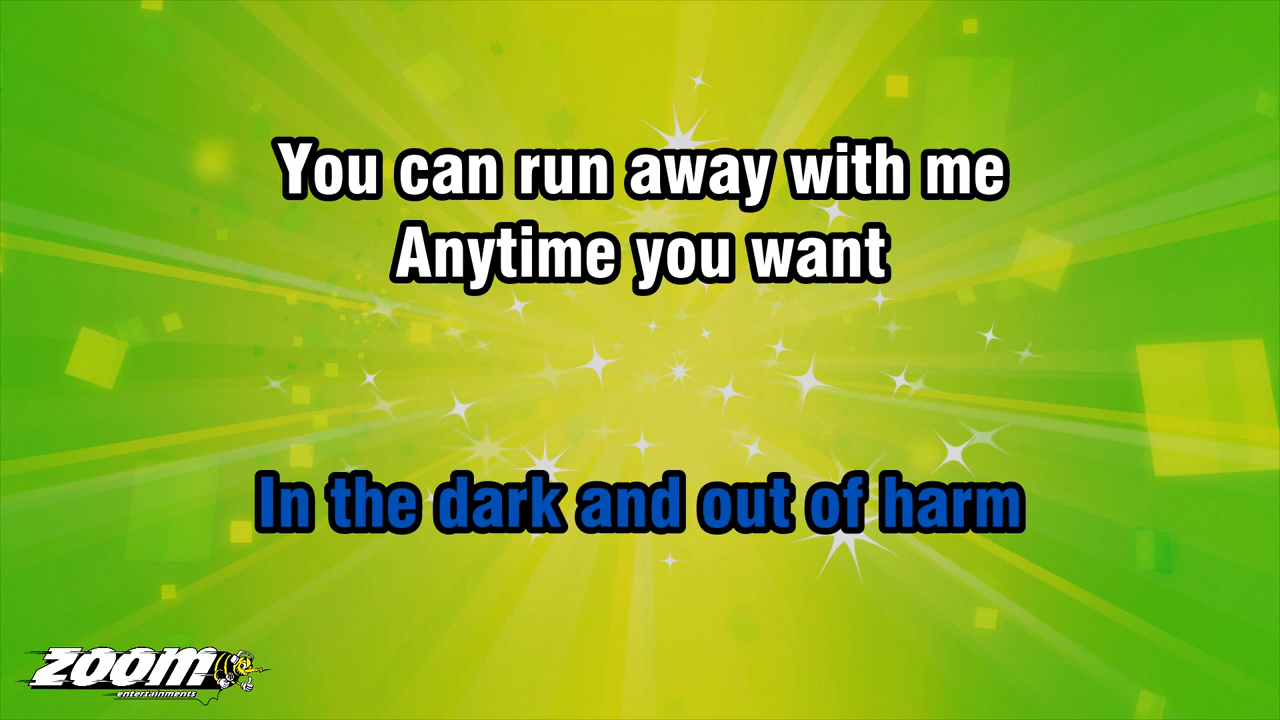 You can run away with me
Anytime you want
In the dark and out of harm
ZOOM
entertainments